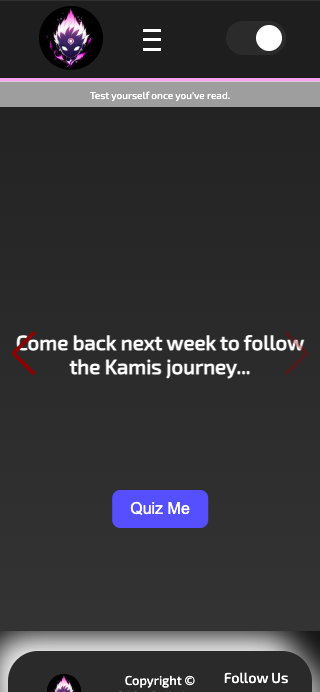 Test yourself once you've read.
Come back next week to follow
the Kamis journey...
Quiz Me
Copyright ©
Follow Us